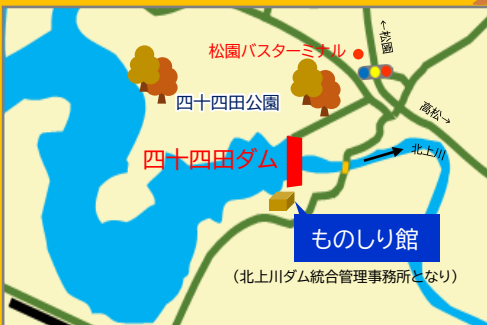 ←松園
松園バスターミナル
四十四田公園
高松→
北上川
四十四田ダム
ものしり館
（北上川ダム統合管理事務所となり）